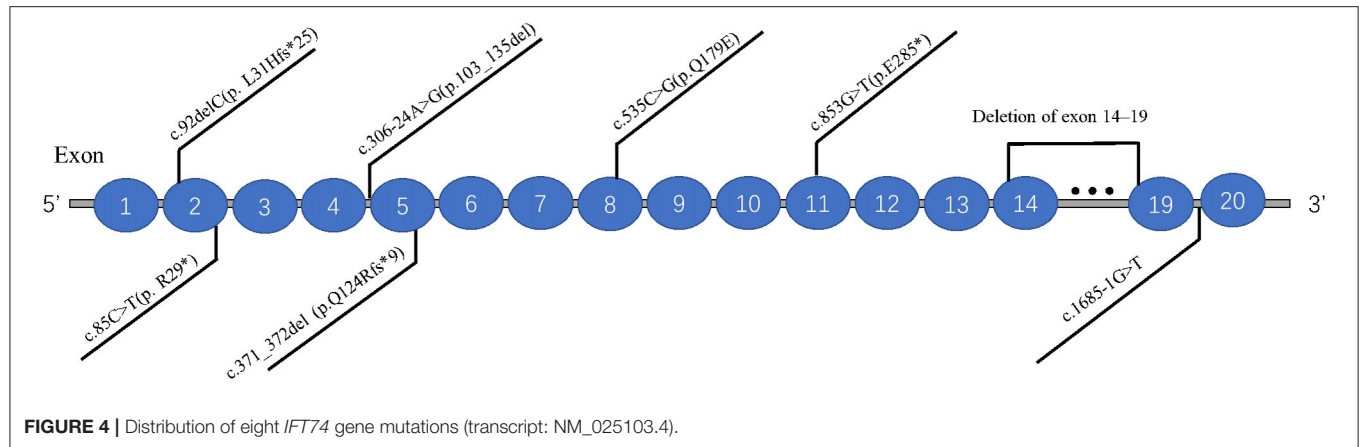 c.92delC(p. L31Hfs*25)
c.306-24A>G(p.103_135del)
c.535C>G(p.Q179E)
c.853G>T(p.E285*)
Deletion of exon 14–19
Exon
5’ 1 2 3 4 5 6 7 8 9 10 11 12 13 14 ••• 19 20 3’
c.85C>T(p. R29*)
c.371_372del (p.Q124Rfs*9)
c.1685-1G>T
FIGURE 4 | Distribution of eight IFT74 gene mutations (transcript: NM_025103.4).